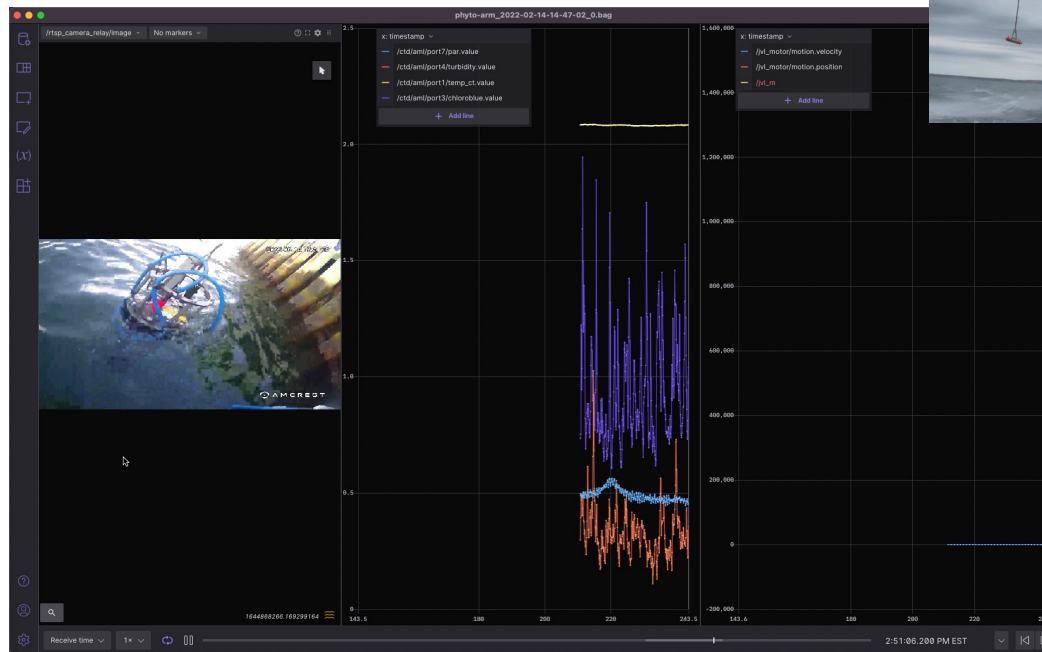 phyto-arm_2022-02-14-14-47-02_0.bag
/rtsp_camera_relay/image
No markers
AMCREST
1644868266.169299164
x: timestamp
/ctd/aml/port7/par.value
/ctd/aml/port4/turbidity.value
/ctd/aml/port1/temp_ct.value
/ctd/aml/port3/chloroblue.value
+ Add line
2.5
2.0
1.5
1.0
0.5
0
143.5
180
200
220
243.5
x: timestamp
/jvl_motor/motion.velocity
/jvl_motor/motion.position
/jvl_m
+ Add line
1,600,000
1,400,000
1,200,000
1,000,000
800,000
600,000
400,000
200,000
0
-200,000
143.6
180
200
220
(x)
Receive time
1×
2:51:06.200 PM EST